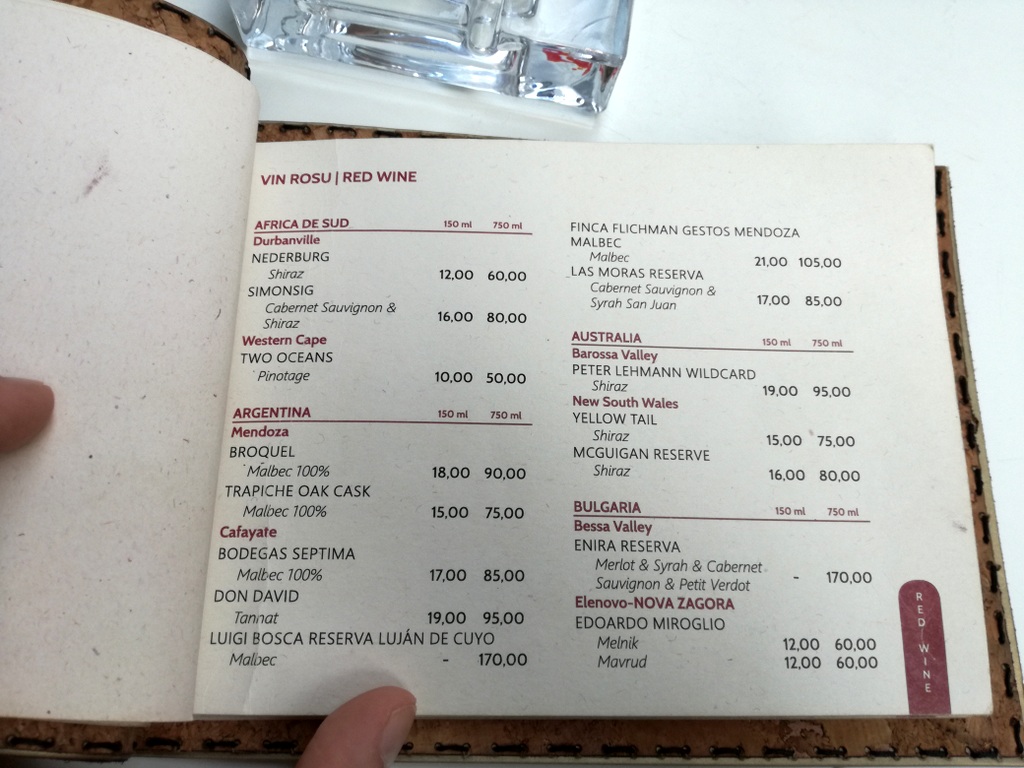 VIN ROSU | RED WINE
AFRICA DE SUD 150 ml 750 ml
Durbanville
NEDERBURG
Shiraz 12,00 60,00
SIMONSIG
Cabernet Sauvignon &
Shiraz 16,00 80,00
Western Cape
TWO OCEANS
Pinotage 10,00 50,00
ARGENTINA 150 ml 750 ml
Mendoza
BROQUEL
Malbec 100% 18,00 90,00
TRAPICHE OAK CASK
Malbec 100% 15,00 75,00
Cafayate
BODEGAS SEPTIMA
Malbec 100% 17,00 85,00
DON DAVID
Tannat 19,00 95,00
LUIGI BOSCA RESERVA LUJÁN DE CUYO
Malbec - 170,00
FINCA FLICHMAN GESTOS MENDOZA
MALBEC
Malbec 21,00 105,00
LAS MORAS RESERVA
Cabernet Sauvignon &
Syrah San Juan 17,00 85,00
AUSTRALIA 150 ml 750 ml
Barossa Valley
PETER LEHMANN WILDCARD
Shiraz 19,00 95,00
New South Wales
YELLOW TAIL
Shiraz 15,00 75,00
MCGUIGAN RESERVE
Shiraz 16,00 80,00
BULGARIA 150 ml 750 ml
Bessa Valley
ENIRA RESERVA
Merlot & Syrah & Cabernet
Sauvignon & Petit Verdot - 170,00
Elenovo-NOVA ZAGORA
EDOARDO MIROGLIO
Melnik 12,00 60,00
Mavrud 12,00 60,00
RED WINE